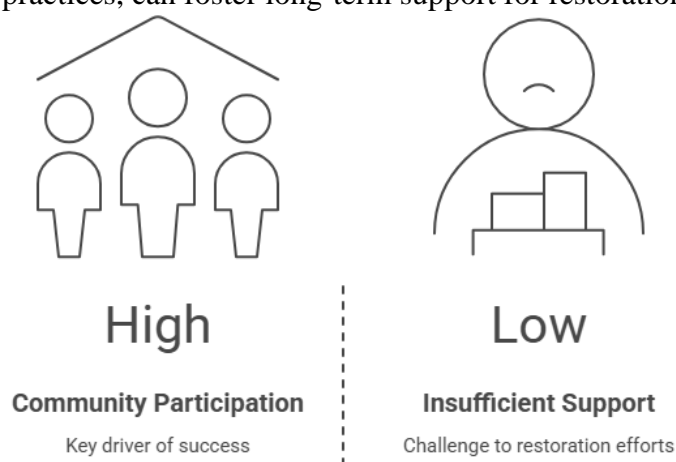 practices, can foster long-term support for restoration
High
Low
Community Participation
Insufficient Support
Key driver of success
Challenge to restoration efforts